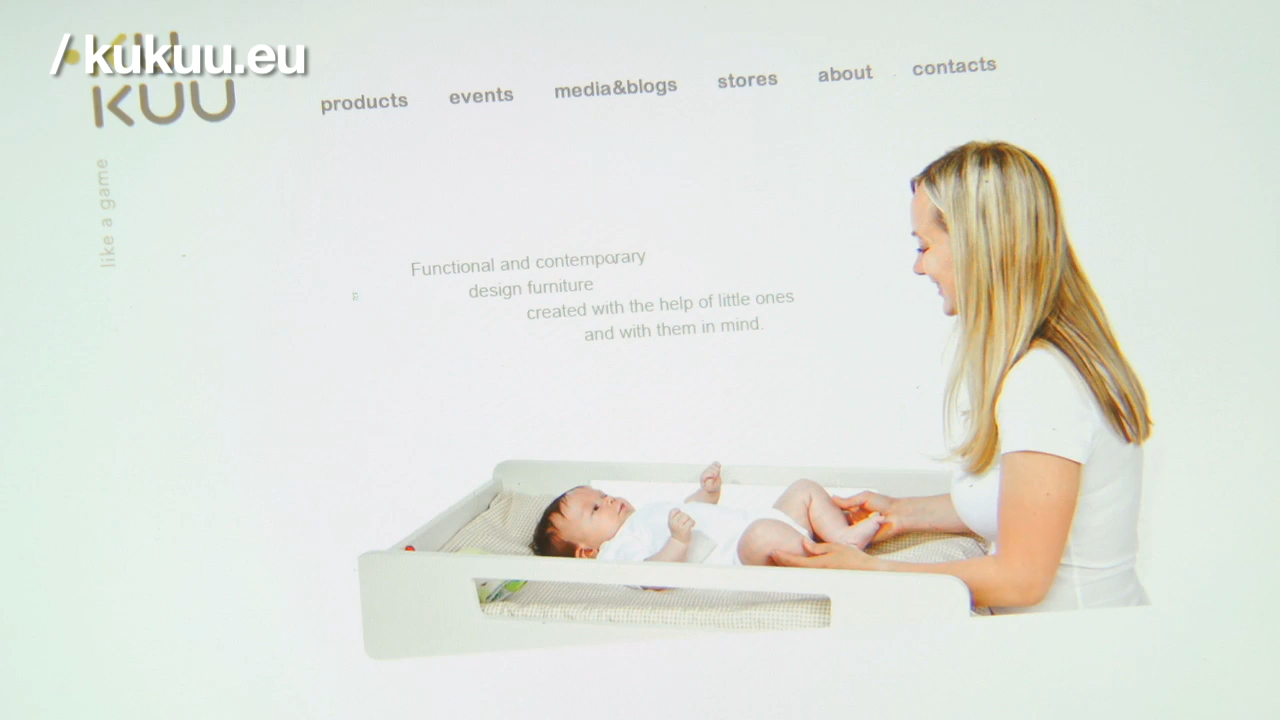 / kukuu.eu
KUU
products events media&blogs stores about contacts
like a game
Functional and contemporary
design furniture
created with the help of little ones
and with them in mind.